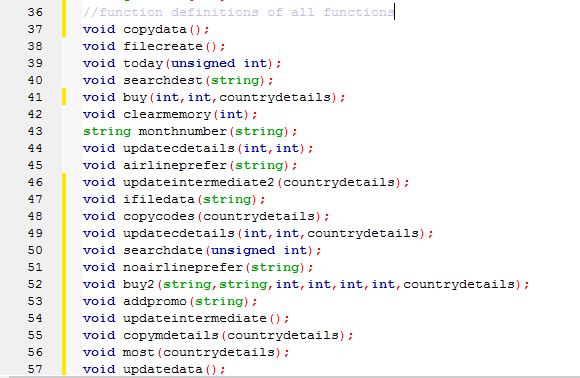 36 //function definitions of all functions
37 void copydata();
38 void filecreate();
39 void today(unsigned int);
40 void searchdest(string);
41 void buy(int,int,countrydetails);
42 void clearmemory(int);
43 string monthnumber(string);
44 void updatecdetails(int,int);
45 void airlineprefer(string);
46 void updateintermediate2(countrydetails);
47 void ifiledata(string);
48 void copycodes(countrydetails);
49 void updatecdetails(int,int,countrydetails);
50 void searchdate(unsigned int);
51 void noairlineprefer(string);
52 void buy2(string,string,int,int,int,int,countrydetails);
53 void addpromo(string);
54 void updateintermediate();
55 void copymdetails(countrydetails);
56 void most(countrydetails);
57 void updatedata();